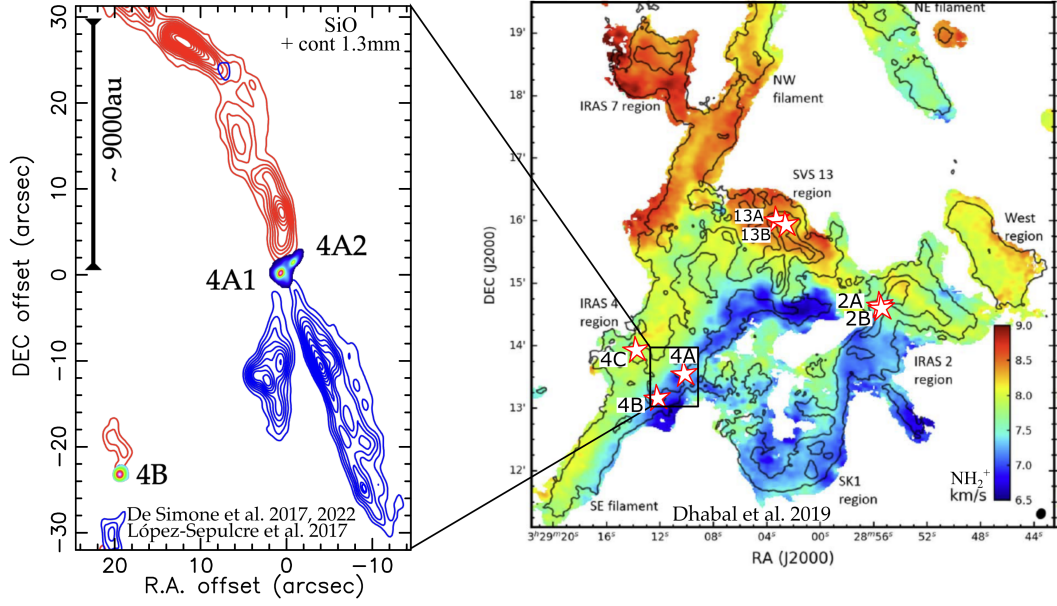 SiO
+ cont 1.3mm
30
20
10
0
−10
−20
−30
DEC offset (arcsec)
~ 9000au
4A2
4A1
4B
De Simone et al. 2017, 2022
López-Sepulcre et al. 2017
20
10
0
−10
R.A. offset (arcsec)
19'
18'
17'
16'
15'
14'
13'
12'
DEC (J2000)
NE filament
IRAS 7 region
NW
filament
SVS 13
region
13A
13B
West
region
2A
2B
IRAS 4
region
4C
4A
4B
IRAS 2
region
SK1
region
SE filament
Dhabal et al. 2019
NH₂⁺
km/s
9.0
8.5
8.0
7.5
7.0
6.5
3ʰ29ᵐ20ˢ
16ˢ
12ˢ
08ˢ
04ˢ
00ˢ
28ᵐ56ˢ
52ˢ
48ˢ
44ˢ
RA (J2000)